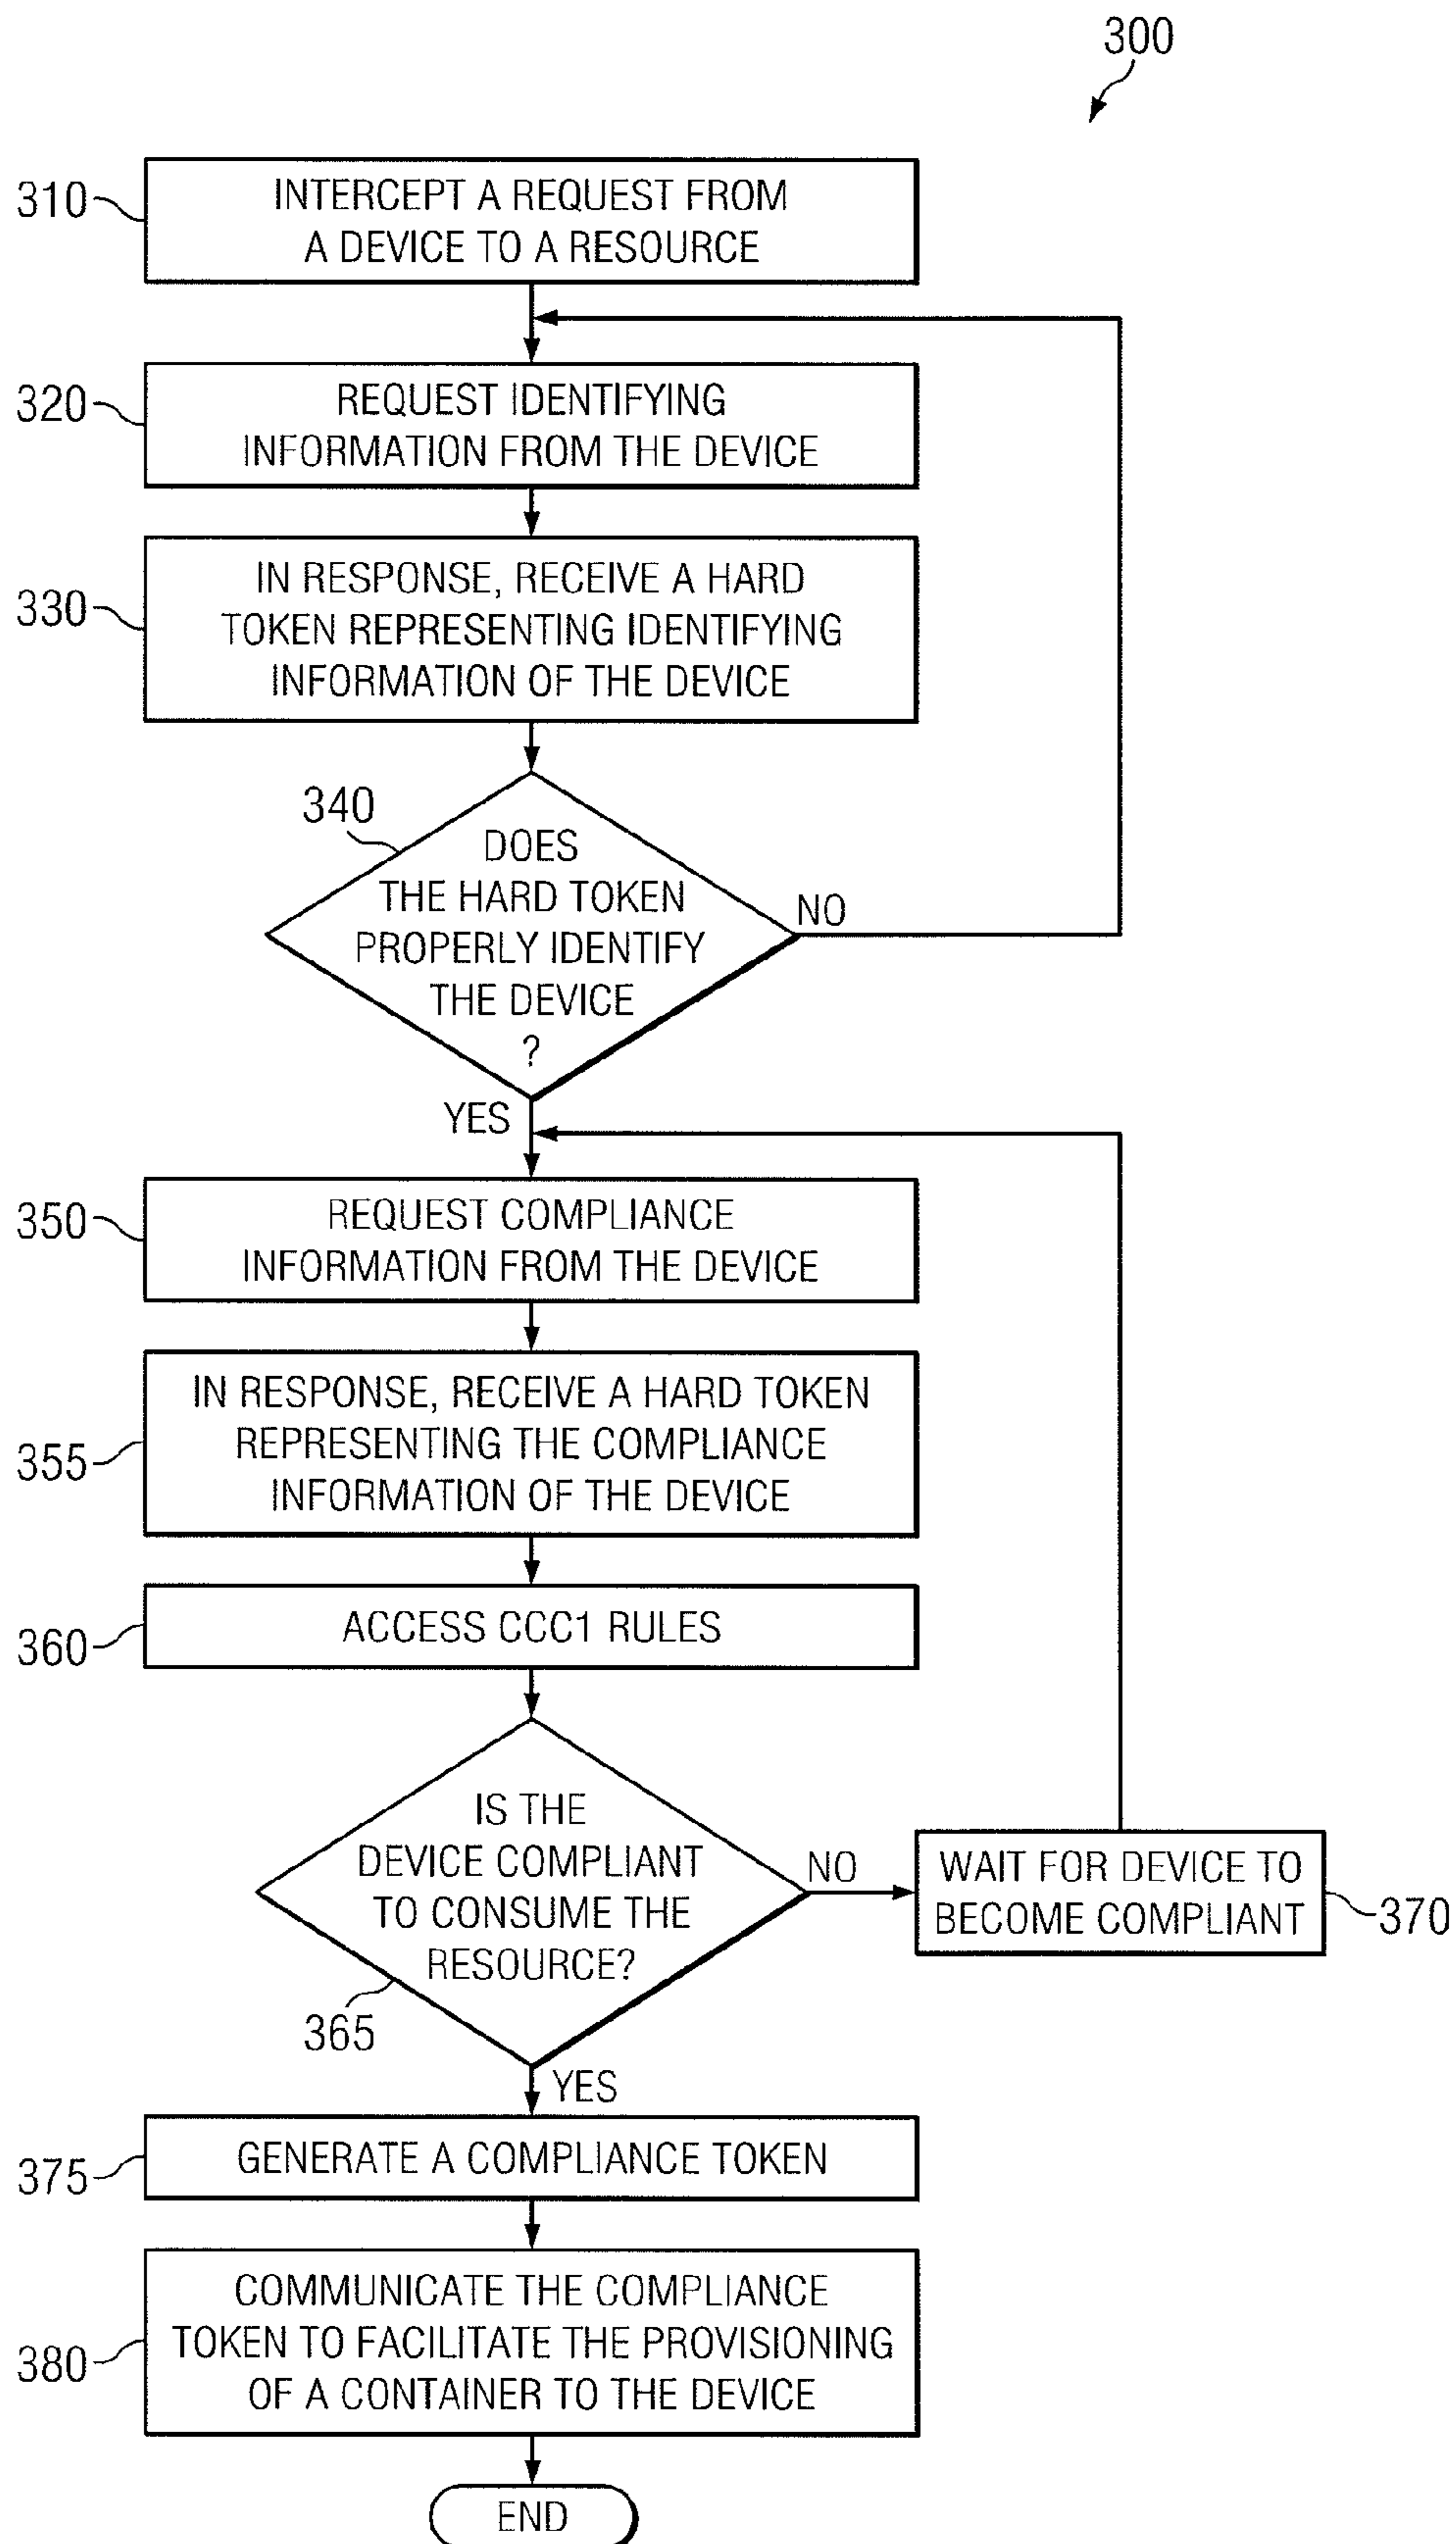 300
310
INTERCEPT A REQUEST FROM
A DEVICE TO A RESOURCE
320
REQUEST IDENTIFYING
INFORMATION FROM THE DEVICE
330
IN RESPONSE, RECEIVE A HARD
TOKEN REPRESENTING IDENTIFYING
INFORMATION OF THE DEVICE
340
DOES
THE HARD TOKEN
PROPERLY IDENTIFY
THE DEVICE
?
NO
YES
350
REQUEST COMPLIANCE
INFORMATION FROM THE DEVICE
355
IN RESPONSE, RECEIVE A HARD TOKEN
REPRESENTING THE COMPLIANCE
INFORMATION OF THE DEVICE
360
ACCESS CCC1 RULES
IS THE
DEVICE COMPLIANT
TO CONSUME THE
RESOURCE?
365
NO
WAIT FOR DEVICE TO
BECOME COMPLIANT
370
YES
375
GENERATE A COMPLIANCE TOKEN
380
COMMUNICATE THE COMPLIANCE
TOKEN TO FACILITATE THE PROVISIONING
OF A CONTAINER TO THE DEVICE
END